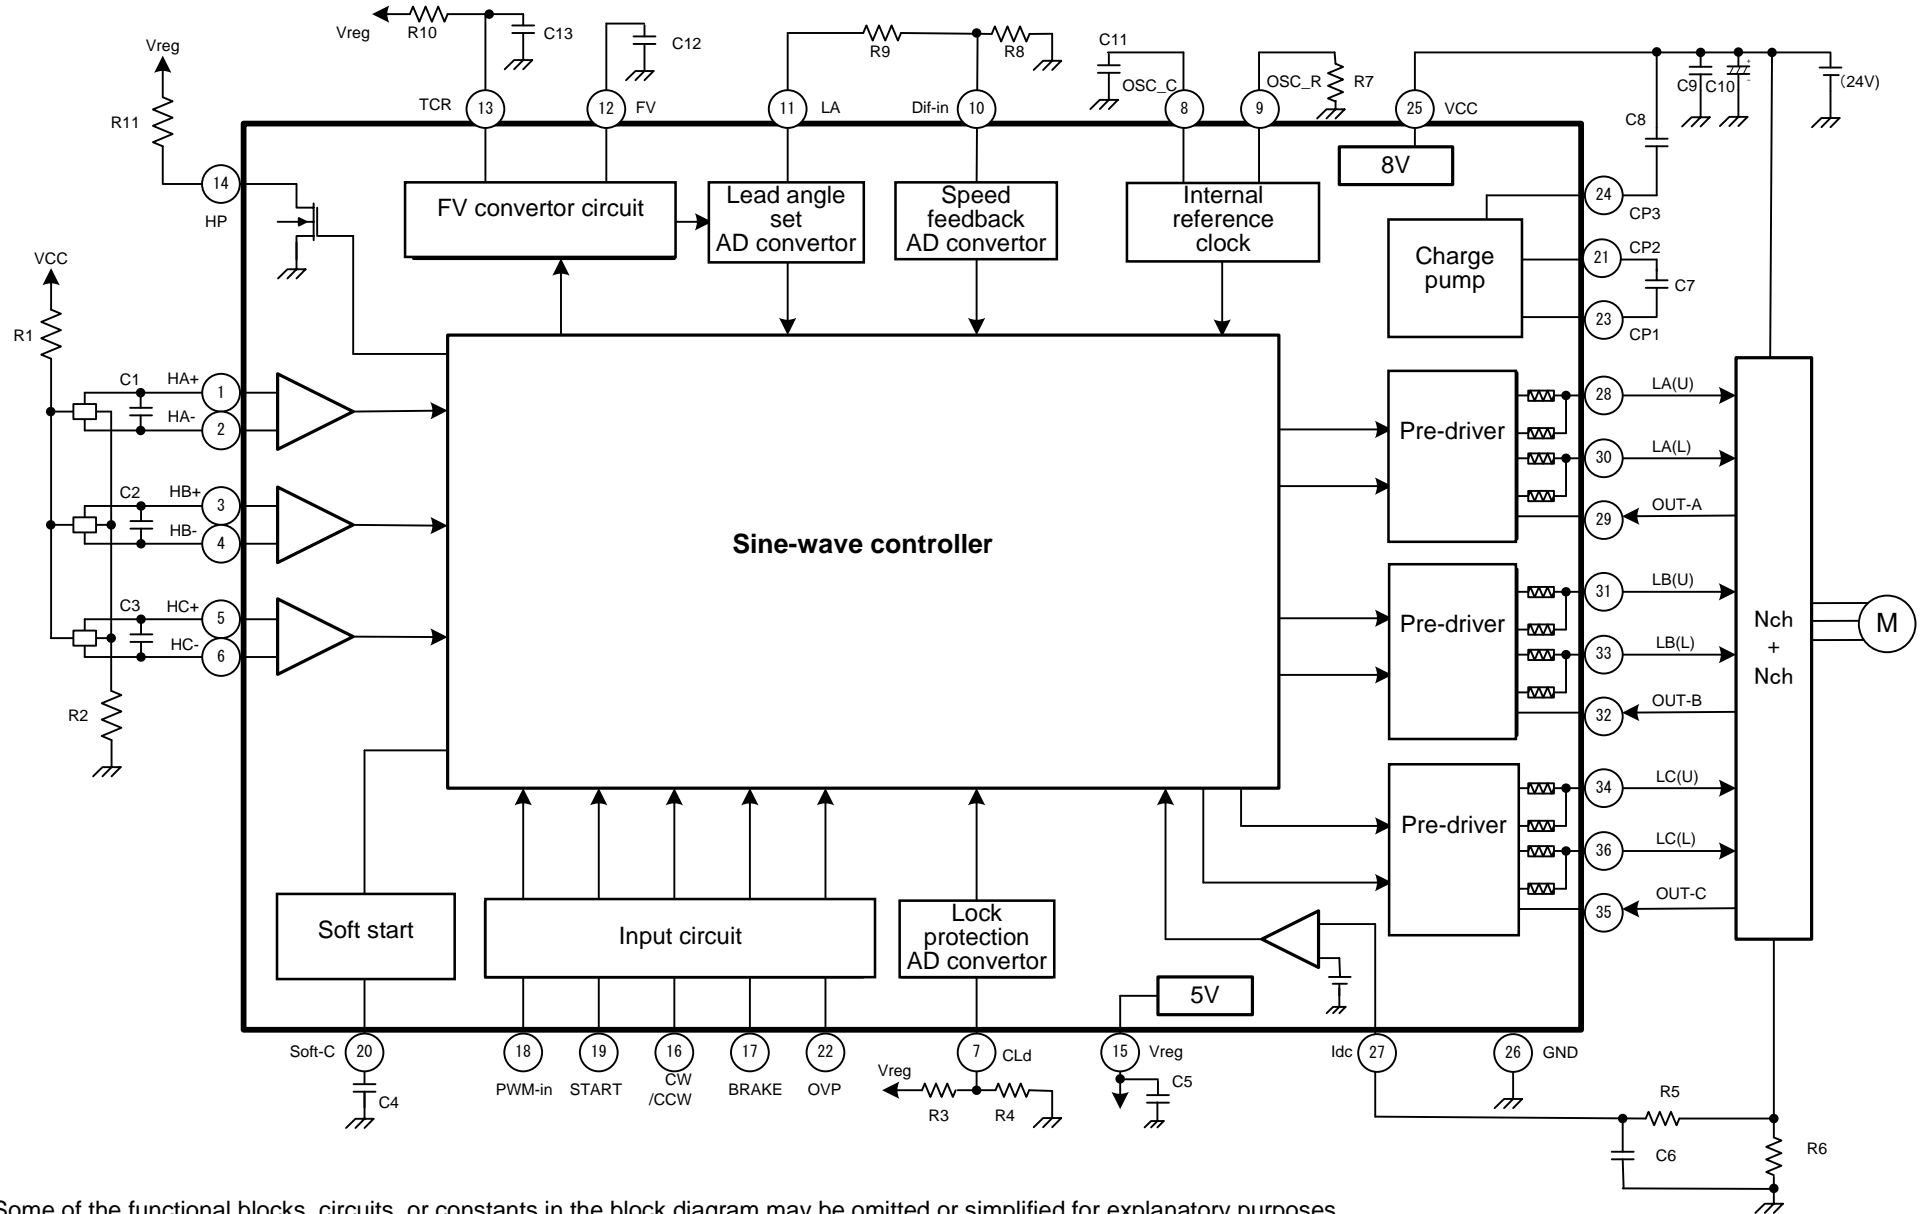 Vreg
R10
C13
C12
R9
R8
C11
OSC_C
OSC_R
R7
C9
C10
+
-
(24V)
Vreg
R11
TCR
13
12
FV
11
LA
Dif-in
10
8
9
25
VCC
C8
8V
14
HP
FV convertor circuit
Lead angle
set
AD convertor
Speed
feedback
AD convertor
Internal
reference
clock
24
CP3
Charge
pump
21
CP2
C7
23
CP1
VCC
R1
C1
HA+
1
HA-
2
C2
HB+
3
HB-
4
C3
HC+
5
HC-
6
R2
Sine-wave controller
Pre-driver
28
LA(U)
30
LA(L)
29
OUT-A
Pre-driver
31
LB(U)
33
LB(L)
32
OUT-B
Pre-driver
34
LC(U)
36
LC(L)
35
OUT-C
Nch
+
Nch
M
Soft start
Input circuit
Lock
protection
AD convertor
5V
Soft-C
20
C4
18
PWM-in
19
START
16
CW
/CCW
17
BRAKE
22
OVP
7
CLd
Vreg
R3
R4
15
Vreg
C5
Idc
27
26
GND
R5
C6
R6
Some of the functional blocks, circuits, or constants in the block diagram may be omitted or simplified for explanatory purposes